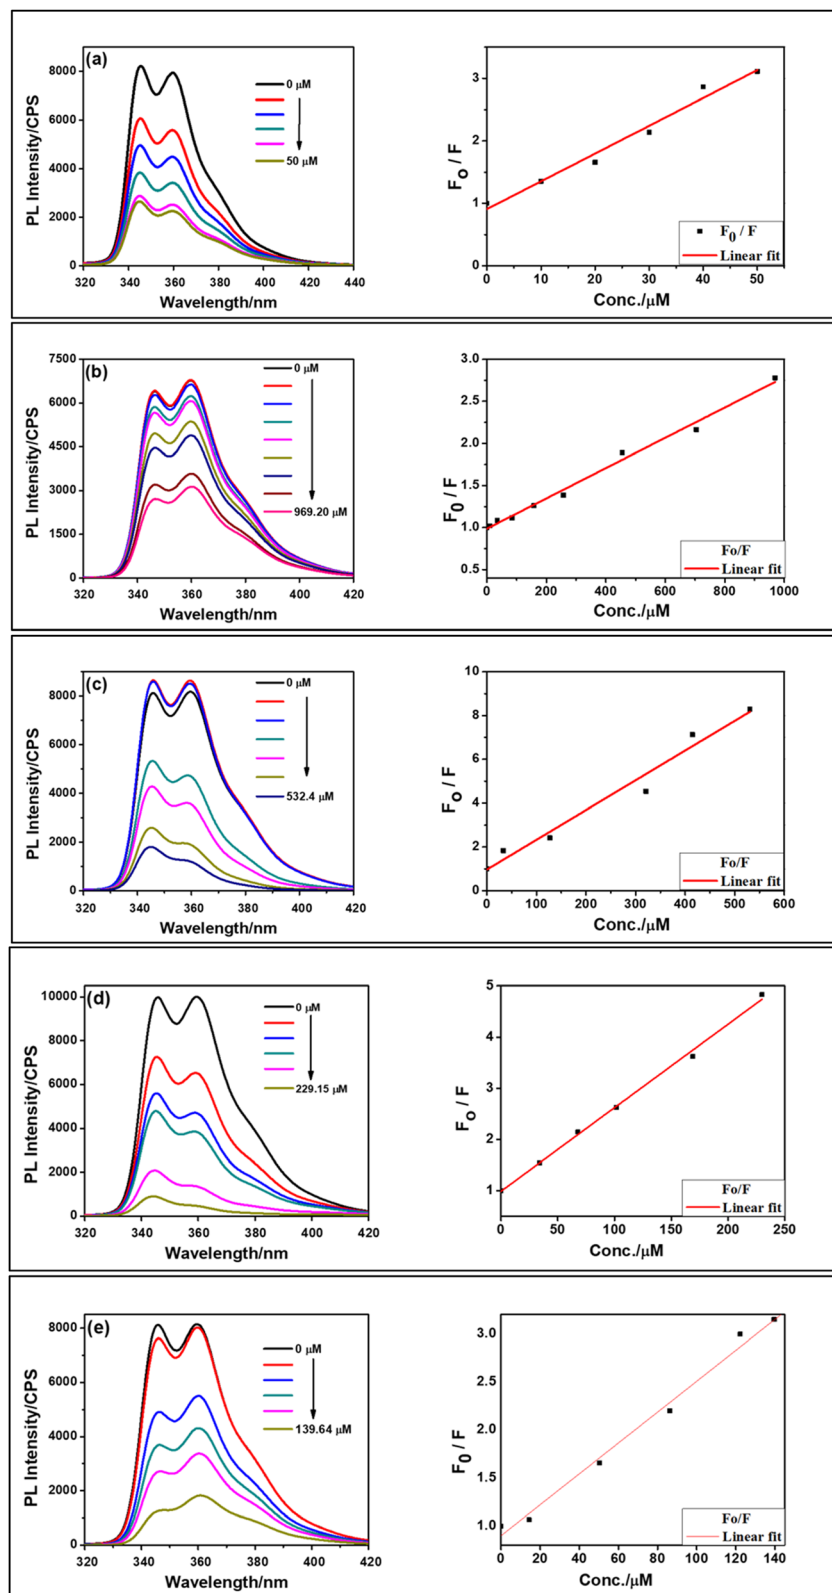 (a)
0 μM
50 μM
8000
6000
4000
2000
0
PL Intensity/CPS
320 340 360 380 400 420 440
Wavelength/nm
3
2
1
0
Fo / F
F0 / F
Linear fit
0 10 20 30 40 50
Conc./μM
(b)
0 μM
969.20 μM
7500
6000
4500
3000
1500
0
PL Intensity/CPS
320 340 360 380 400 420
Wavelength/nm
3.0
2.5
2.0
1.5
1.0
0.5
F0 / F
Fo/F
Linear fit
0 200 400 600 800 1000
Conc./μM
(c)
0 μM
532.4 μM
8000
6000
4000
2000
0
PL Intensity/CPS
320 340 360 380 400 420
Wavelength/nm
10
8
6
4
2
0
Fo / F
Fo/F
Linear fit
0 100 200 300 400 500 600
Conc./μM
(d)
0 μM
229.15 μM
10000
8000
6000
4000
2000
0
PL Intensity/CPS
320 340 360 380 400 420
Wavelength/nm
5
4
3
2
1
Fo / F
Fo/F
Linear fit
0 50 100 150 200 250
Conc./μM
(e)
0 μM
139.64 μM
8000
6000
4000
2000
0
PL Intensity/CPS
320 340 360 380 400 420
Wavelength/nm
3.0
2.5
2.0
1.5
1.0
F0 / F
Fo/F
Linear fit
0 20 40 60 80 100 120 140
Conc./μM